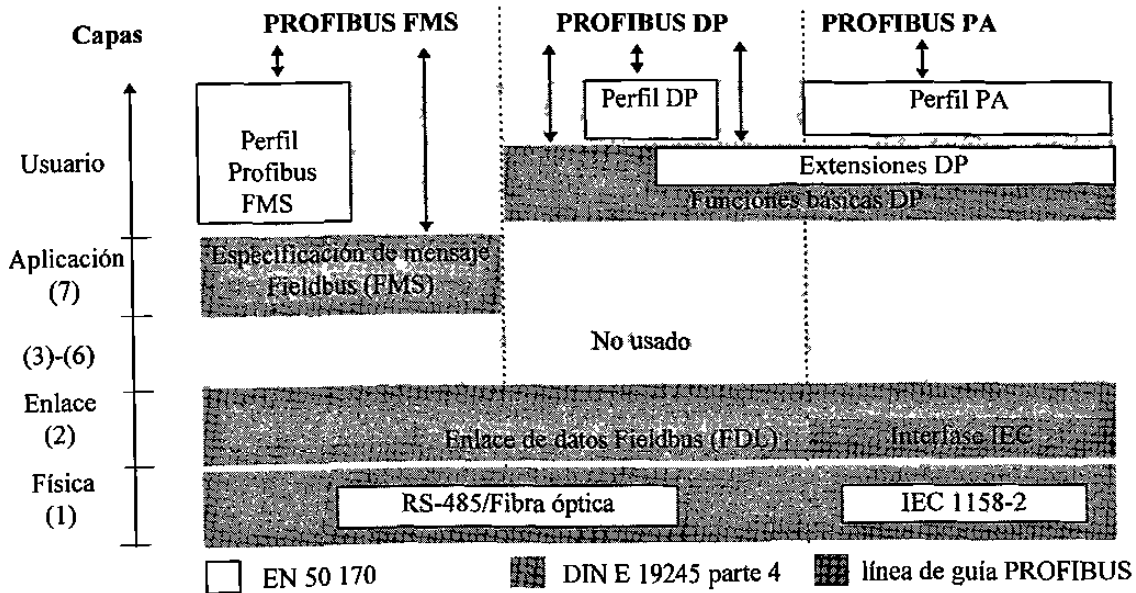 Capas
PROFIBUS FMS
PROFIBUS DP
PROFIBUS PA
Usuario
Perfil
Profibus
FMS
Perfil DP
Perfil PA
Extensiones DP
Funciones básicas DP
Aplicación
(7)
Especificación de mensaje
Fieldbus (FMS)
(3)-(6)
No usado
Enlace
(2)
Enlace de datos Fieldbus (FDL)
Interfase IEC
Física
(1)
RS-485/Fibra óptica
IEC 1158-2
EN 50 170
DIN E 19245 parte 4
línea de guía PROFIBUS